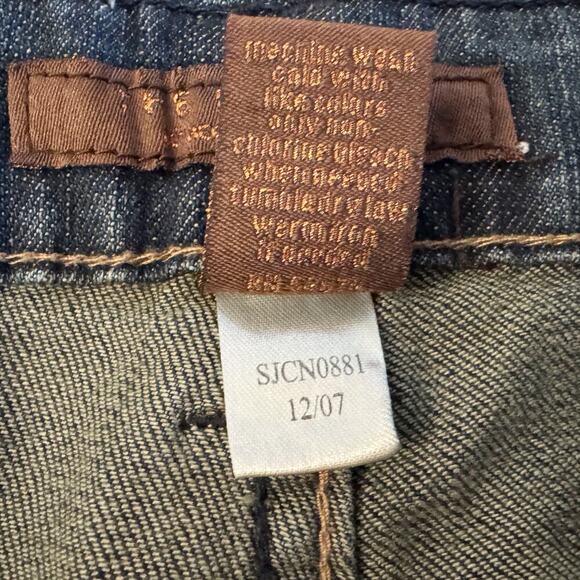 machine wash
cold with
like colors
only non-
chlorine bleach
when needed
tumble dry low
warm iron
if needed
RN
SJCN0881
12/07